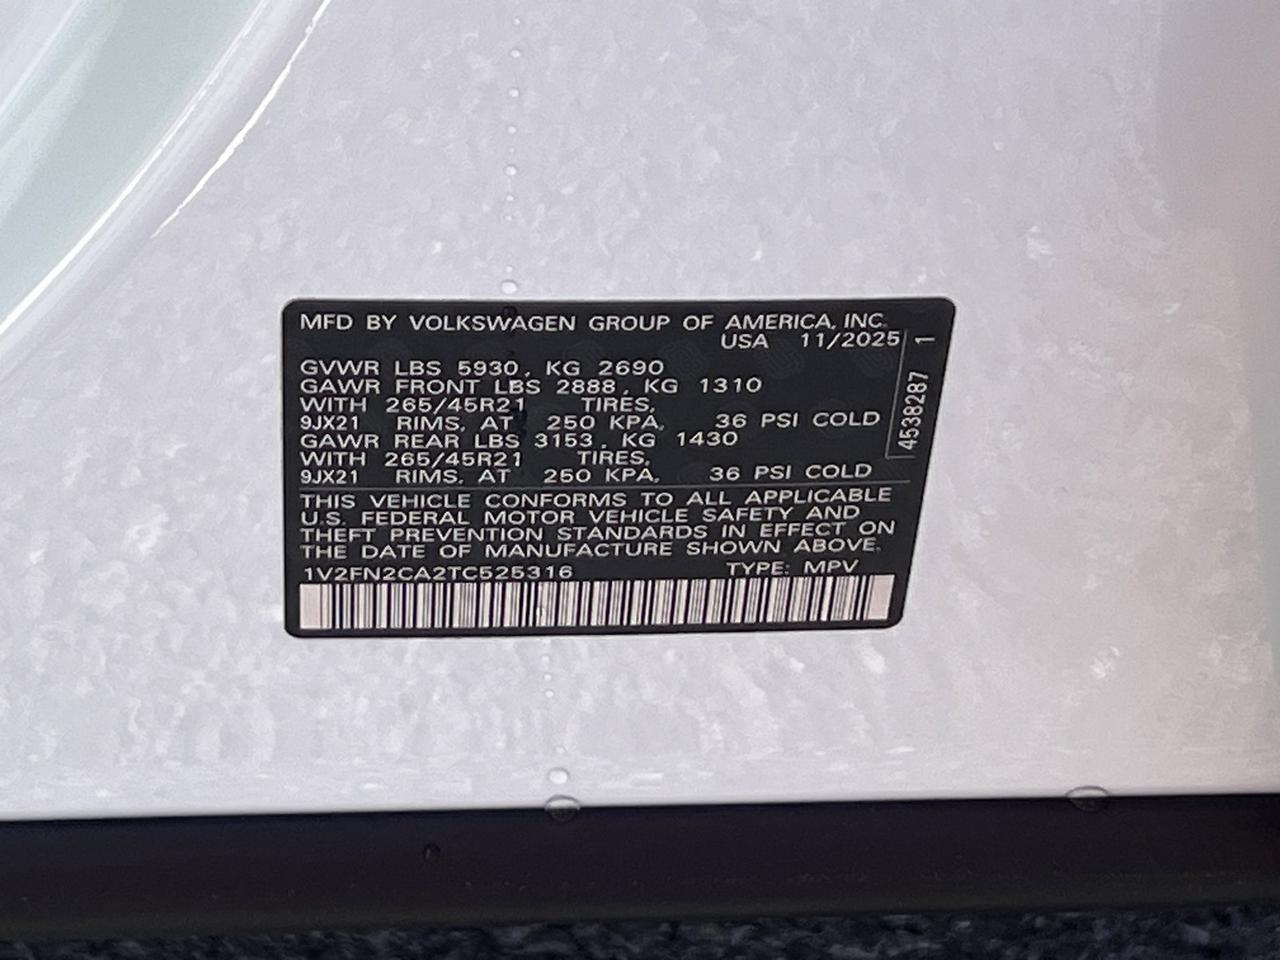 MFD BY VOLKSWAGEN GROUP OF AMERICA, INC.
USA 11/2025
GVWR LBS 5930, KG 2690
GAWR FRONT LBS 2888, KG 1310
WITH 265/45R21 TIRES,
9JX21 RIMS, AT 250 KPA, 36 PSI COLD
GAWR REAR LBS 3153, KG 1430
WITH 265/45R21 TIRES,
9JX21 RIMS, AT 250 KPA, 36 PSI COLD
THIS VEHICLE CONFORMS TO ALL APPLICABLE
U.S. FEDERAL MOTOR VEHICLE SAFETY AND
THEFT PREVENTION STANDARDS IN EFFECT ON
THE DATE OF MANUFACTURE SHOWN ABOVE.
1V2FN2CA2TC525316 TYPE: MPV
4538287 1